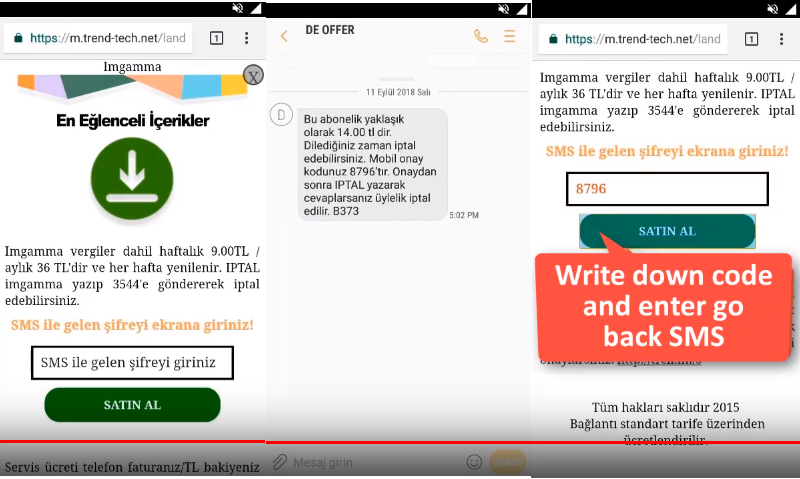 https://m.trend-tech.net/land
1
Imgamma
X
En Eğlenceli İçerikler
Imgamma vergiler dahil haftalık 9.00TL /
aylık 36 TL'dir ve her hafta yenilenir. IPTAL
imgamma yazıp 3544'e göndererek iptal
edebilirsiniz.
SMS ile gelen şifreyi ekrana giriniz!
SMS ile gelen şifreyi giriniz
SATIN AL
Servis ücreti telefon faturanız/TL bakiyeniz
DE OFFER
11 Eylül 2018 Salı
D
Bu abonelik yaklaşık
olarak 14.00 tl dir.
Dilediğiniz zaman iptal
edebilirsiniz. Mobil onay
kodunuz 8796'tır. Onaydan
sonra IPTAL yazarak
cevaplarsanız üylelik iptal
edilir. B373
5:02 PM
Mesaj girin
https://m.trend-tech.net/land
1
Imgamma vergiler dahil haftalık 9.00TL /
aylık 36 TL'dir ve her hafta yenilenir. IPTAL
imgamma yazıp 3544'e göndererek iptal
edebilirsiniz.
SMS ile gelen şifreyi ekrana giriniz!
8796
SATIN AL
Write down code
and enter go
back SMS
Tüm hakları saklıdır 2015
Bağlantı standart tarife üzerinden
ücretlendirilir.